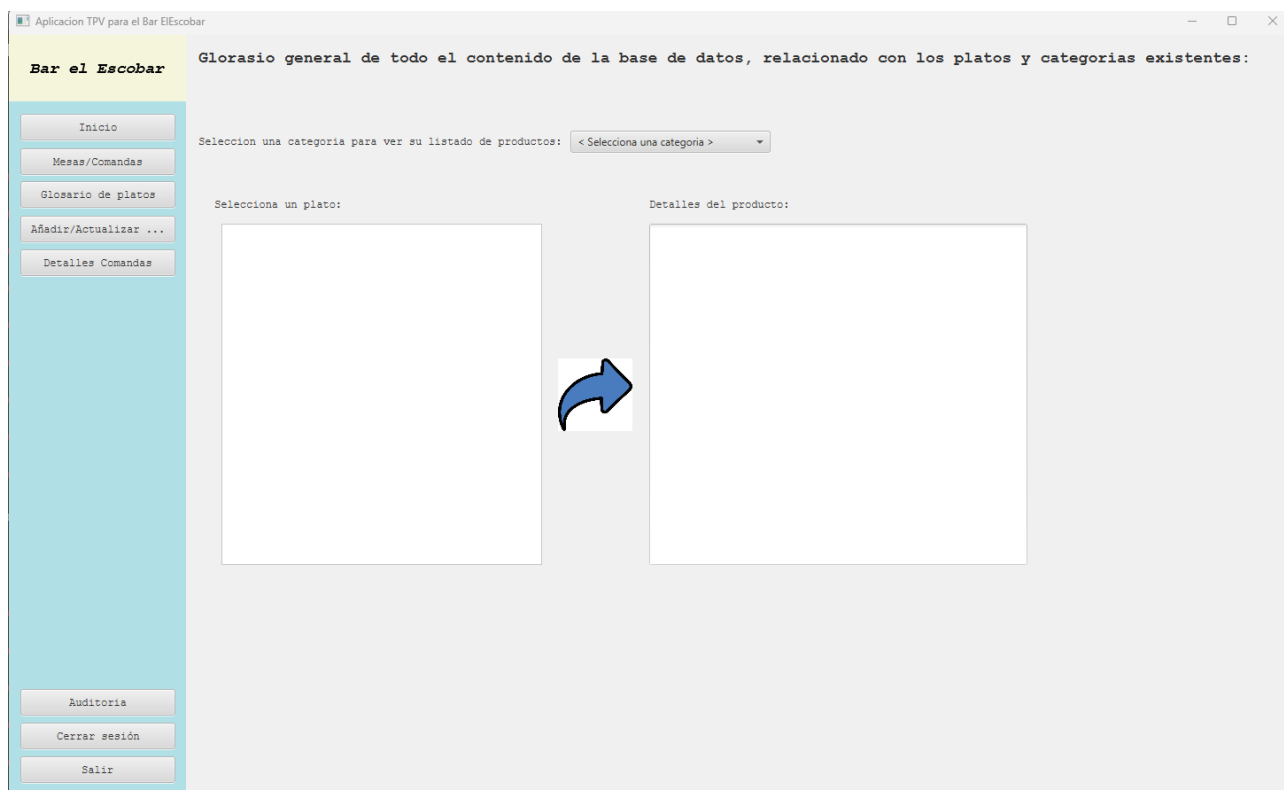 Aplicacion TPV para el Bar ElEscobar
Bar el Escobar
Glorasio general de todo el contenido de la base de datos, relacionado con los platos y categorias existentes:
Inicio
Mesas/Comandas
Glosario de platos
Añadir/Actualizar ...
Detalles Comandas
Seleccion una categoria para ver su listado de productos:
< Selecciona una categoria >
Selecciona un plato:
Detalles del producto:
Auditoria
Cerrar sesión
Salir